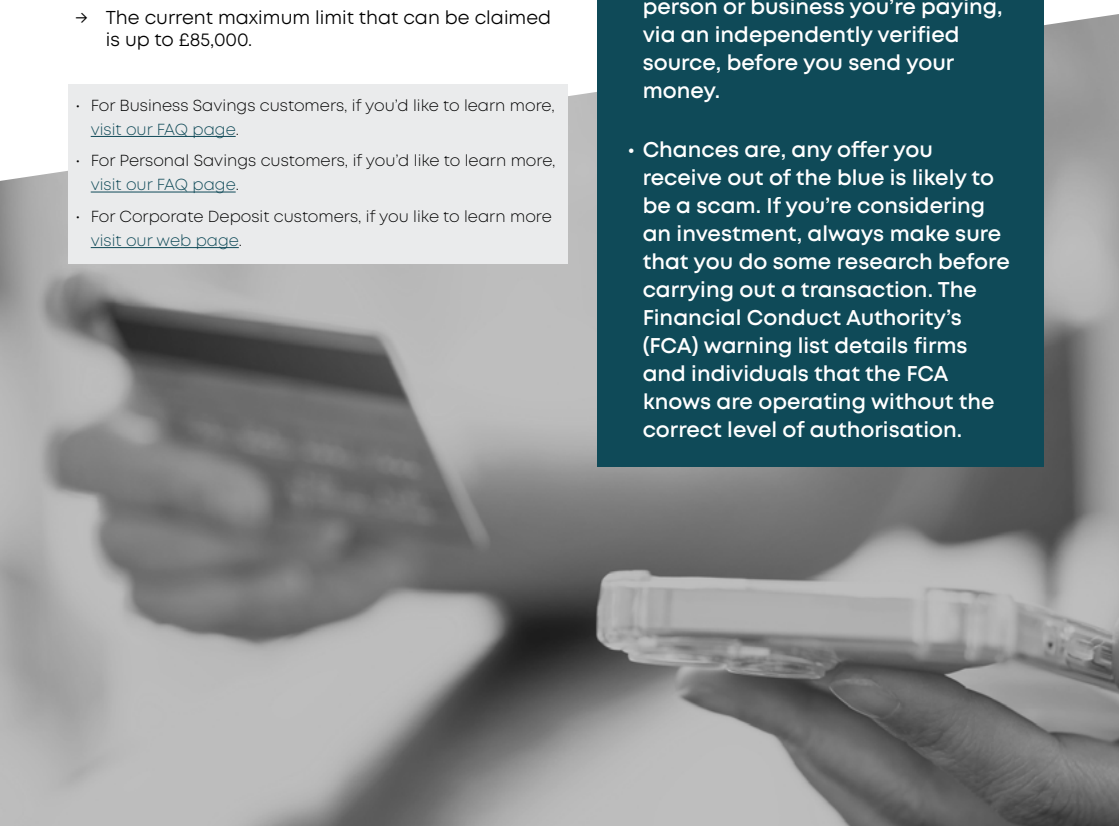 → The current maximum limit that can be claimed
is up to £85,000.
• For Business Savings customers, if you’d like to learn more,
visit our FAQ page.
• For Personal Savings customers, if you’d like to learn more,
visit our FAQ page.
• For Corporate Deposit customers, if you like to learn more
visit our web page.
person or business you’re paying,
via an independently verified
source, before you send your
money.
• Chances are, any offer you
receive out of the blue is likely to
be a scam. If you’re considering
an investment, always make sure
that you do some research before
carrying out a transaction. The
Financial Conduct Authority’s
(FCA) warning list details firms
and individuals that the FCA
knows are operating without the
correct level of authorisation.